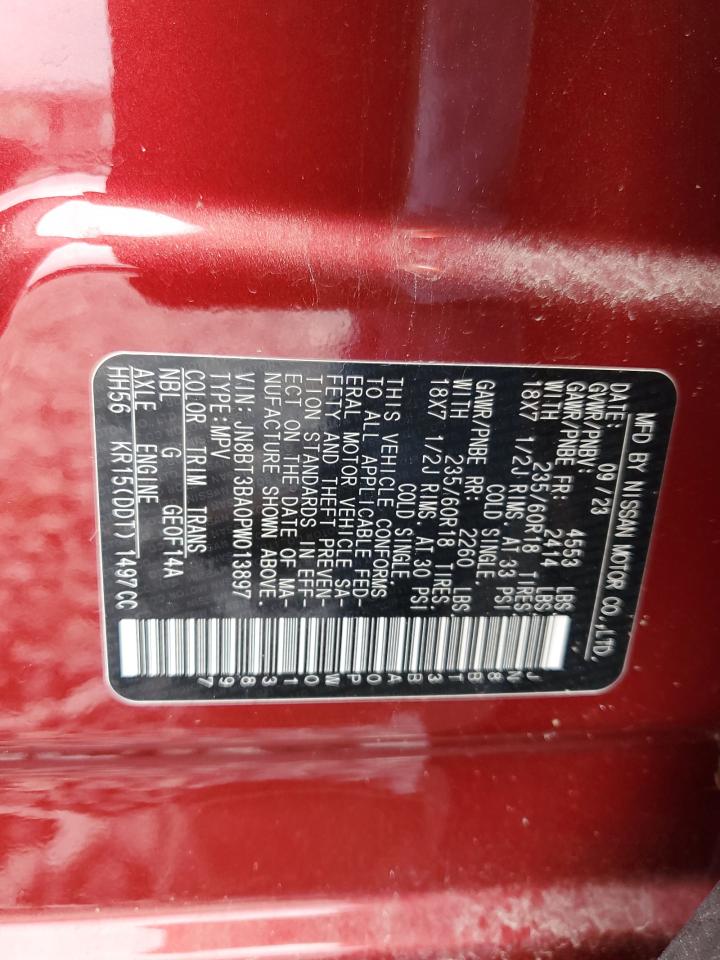 MFD BY NISSAN MOTOR CO.,LTD.
DATE: 09/23
GVWR/PNBV: 4553 LBS
GAWR/PNBE FR: 2414 LBS
WITH 235/60R18 TIRES:
18X7 1/2J RIMS. AT 33 PSI
COLD SINGLE
GAWR/PNBE RR: 2260 LBS
WITH 235/60R18 TIRES:
18X7 1/2J RIMS. AT 30 PSI
COLD SINGLE
THIS VEHICLE CONFORMS
TO ALL APPLICABLE FED-
ERAL MOTOR VEHICLE SA-
FETY AND THEFT PREVEN-
TION STANDARDS IN EFF-
ECT ON THE DATE OF MA-
NUFACTURE SHOWN ABOVE.
VIN: JN8BT3BA0PW013897
TYPE:MPV
COLOR TRIM TRANS
NBL G GE0F14A
AXLE ENGINE
HH56 KR15(DDT) 1497CC
JN8BT3BA0PW013897